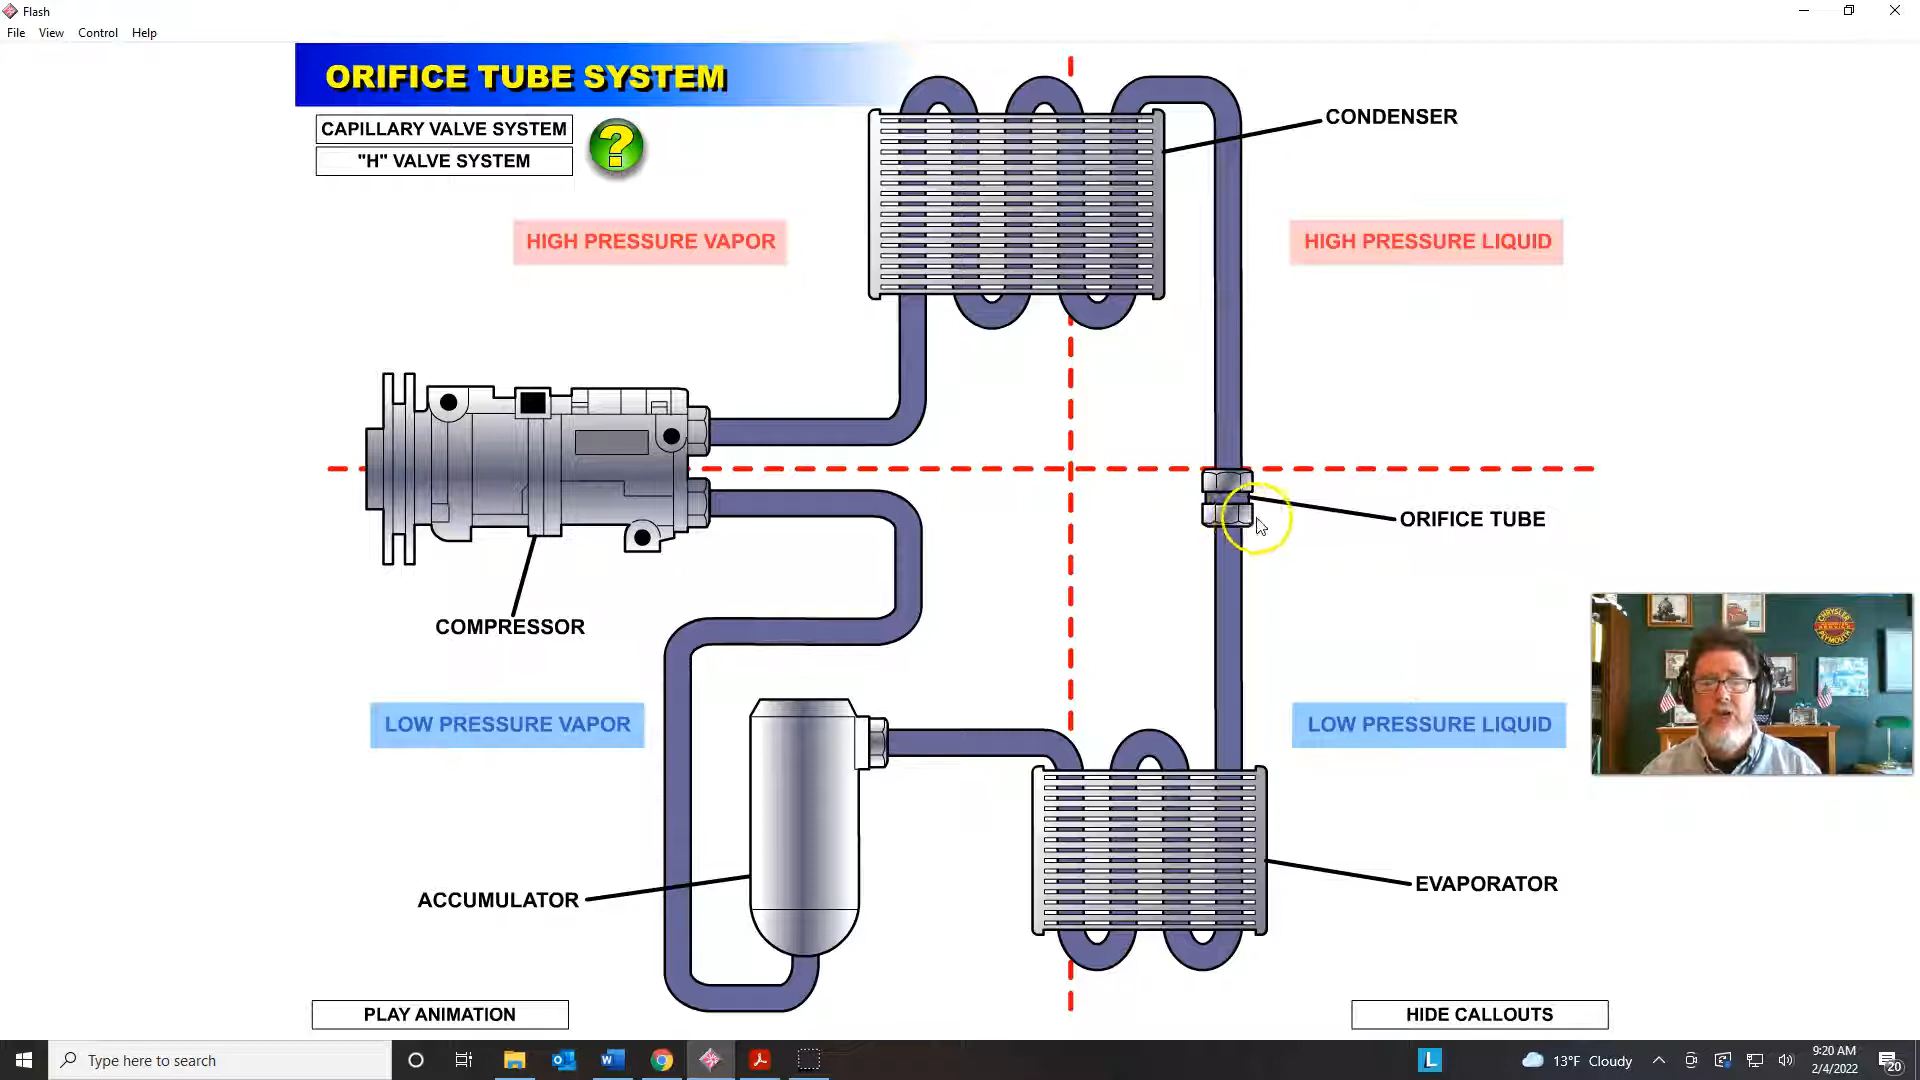 Flash
File View Control Help
ORIFICE TUBE SYSTEM
CAPILLARY VALVE SYSTEM
"H" VALVE SYSTEM
?
CONDENSER
HIGH PRESSURE VAPOR
HIGH PRESSURE LIQUID
ORIFICE TUBE
COMPRESSOR
LOW PRESSURE VAPOR
LOW PRESSURE LIQUID
EVAPORATOR
ACCUMULATOR
PLAY ANIMATION
HIDE CALLOUTS
CHRYSLER
PLYMOUTH
Type here to search
L
13°F Cloudy
9:20 AM
2/4/2022
20